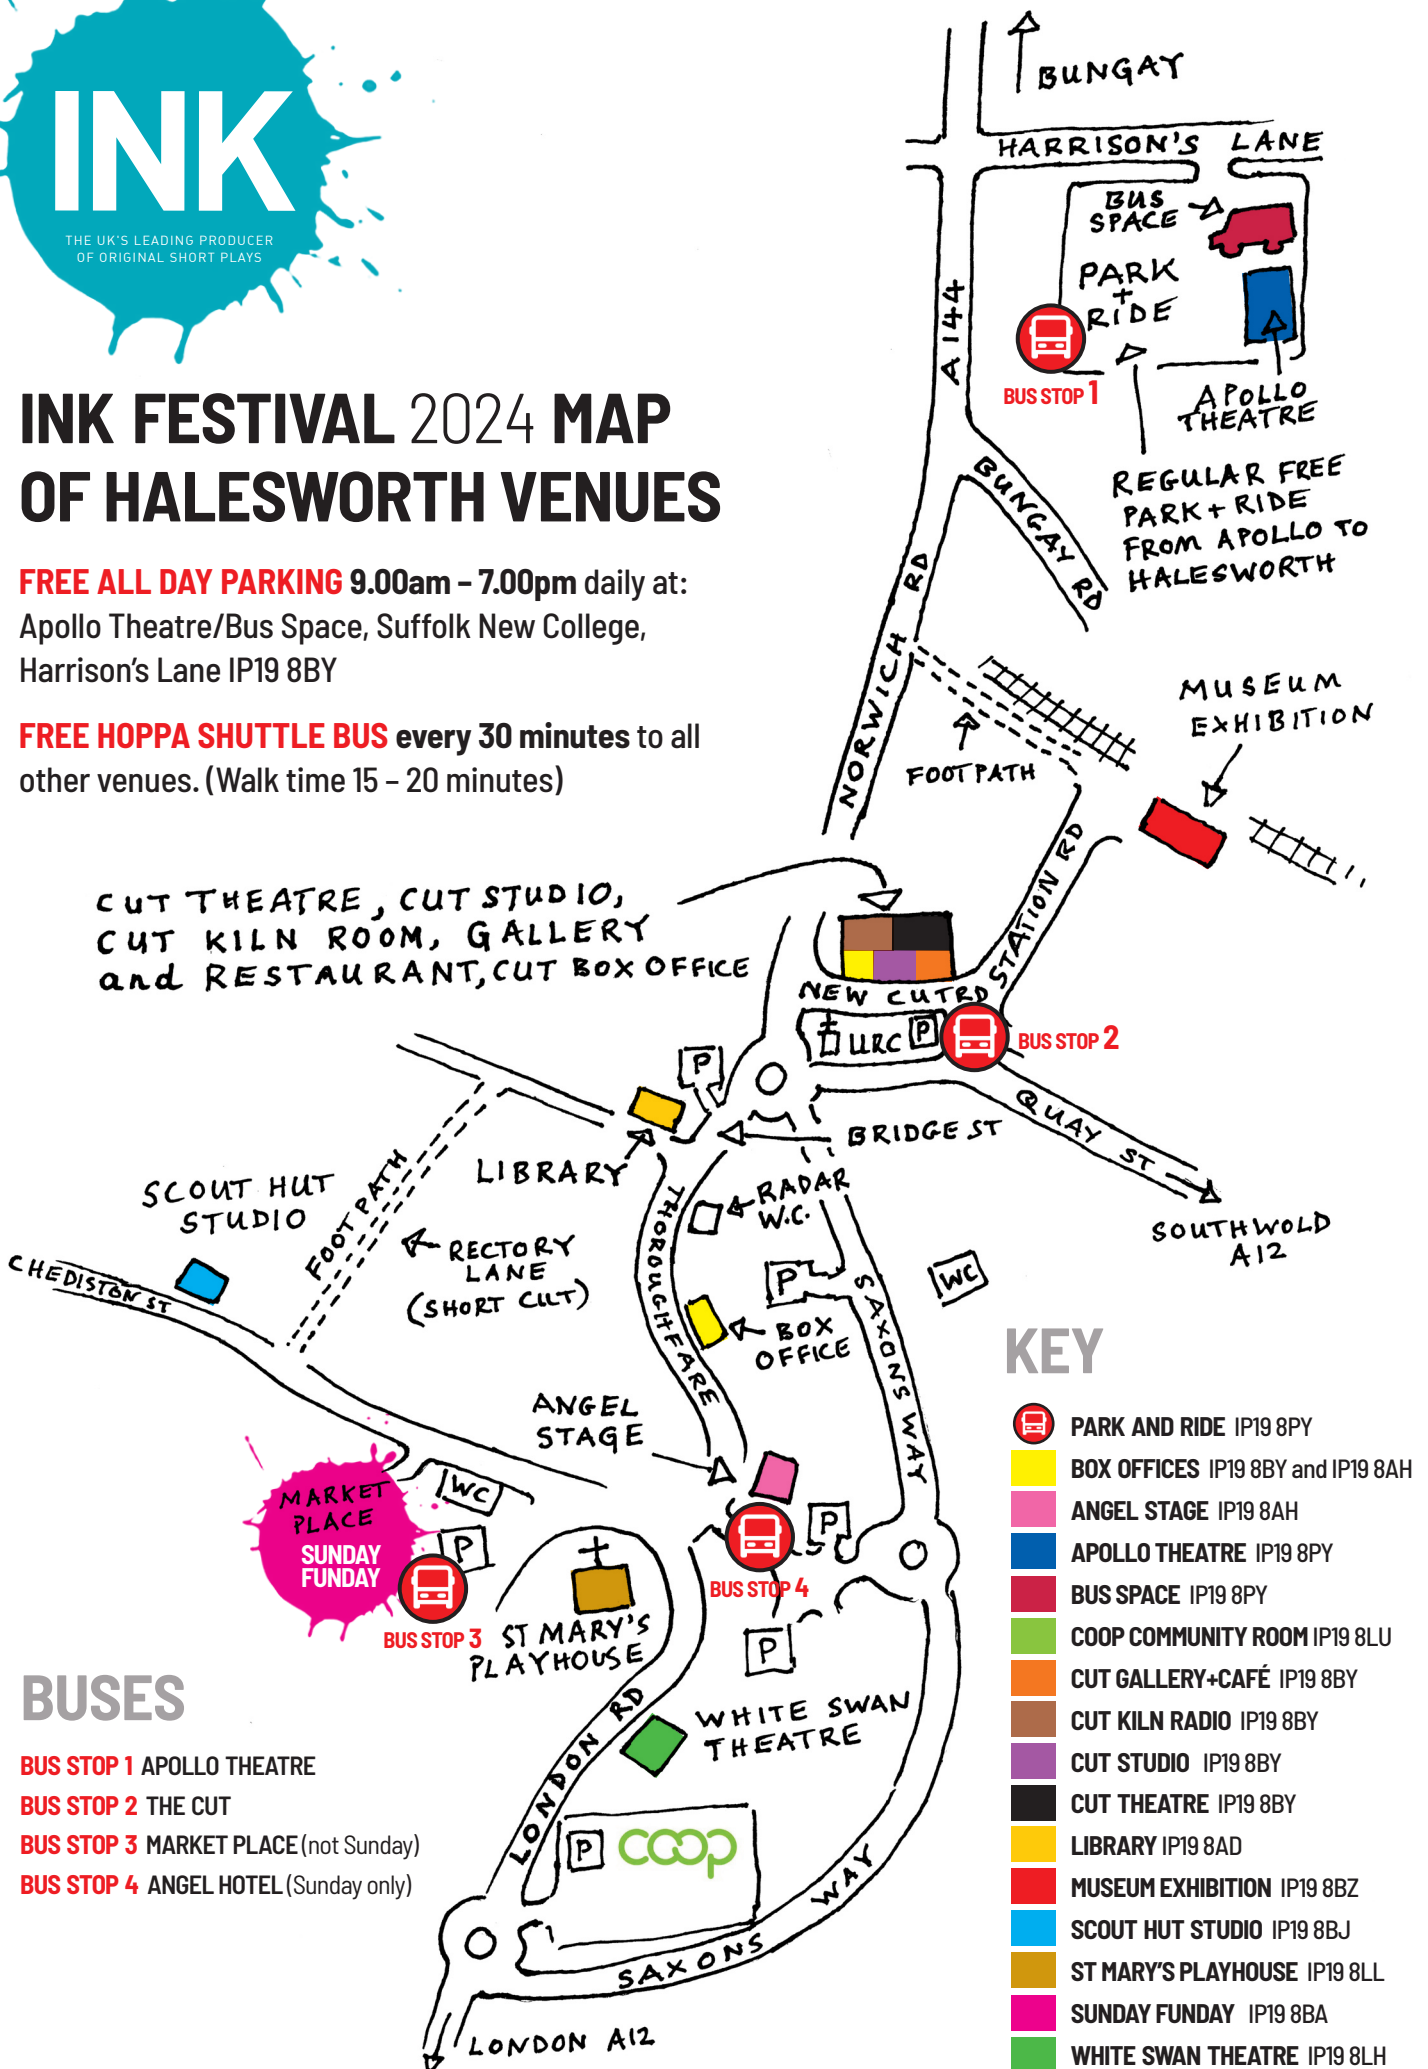 INK
THE UK'S LEADING PRODUCER
OF ORIGINAL SHORT PLAYS
INK FESTIVAL 2024 MAP
OF HALESWORTH VENUES
FREE ALL DAY PARKING 9.00am – 7.00pm daily at:
Apollo Theatre/Bus Space, Suffolk New College,
Harrison's Lane IP19 8BY
FREE HOPPA SHUTTLE BUS every 30 minutes to all
other venues. (Walk time 15 – 20 minutes)
BUNGAY
HARRISON'S LANE
BUS
SPACE
PARK
+
RIDE
A144
BUS STOP 1
APOLLO
THEATRE
REGULAR FREE
PARK + RIDE
FROM APOLLO TO
HALESWORTH
BUNGAY RD
NORWICH RD
FOOTPATH
MUSEUM
EXHIBITION
STATION RD
CUT THEATRE, CUT STUDIO,
CUT KILN ROOM, GALLERY
and RESTAURANT, CUT BOX OFFICE
NEW CUT RD
URC
P
BUS STOP 2
P
QUAY ST
BRIDGE ST
LIBRARY
SOUTHWOLD
A12
SCOUT HUT
STUDIO
FOOTPATH
RECTORY
LANE
(SHORT CUT)
CHEDISTON ST
THOROUGHFARE
RADAR
W.C.
P
WC
SAXONS WAY
BOX
OFFICE
ANGEL
STAGE
MARKET
PLACE
SUNDAY
FUNDAY
WC
P
BUS STOP 3
ST MARY'S
PLAYHOUSE
P
BUS STOP 4
P
WHITE SWAN
THEATRE
LONDON RD
P
coop
SAXONS WAY
LONDON A12
BUSES
BUS STOP 1 APOLLO THEATRE
BUS STOP 2 THE CUT
BUS STOP 3 MARKET PLACE (not Sunday)
BUS STOP 4 ANGEL HOTEL (Sunday only)
KEY
PARK AND RIDE IP19 8PY
BOX OFFICES IP19 8BY and IP19 8AH
ANGEL STAGE IP19 8AH
APOLLO THEATRE IP19 8PY
BUS SPACE IP19 8PY
COOP COMMUNITY ROOM IP19 8LU
CUT GALLERY+CAFÉ IP19 8BY
CUT KILN RADIO IP19 8BY
CUT STUDIO IP19 8BY
CUT THEATRE IP19 8BY
LIBRARY IP19 8AD
MUSEUM EXHIBITION IP19 8BZ
SCOUT HUT STUDIO IP19 8BJ
ST MARY'S PLAYHOUSE IP19 8LL
SUNDAY FUNDAY IP19 8BA
WHITE SWAN THEATRE IP19 8LH